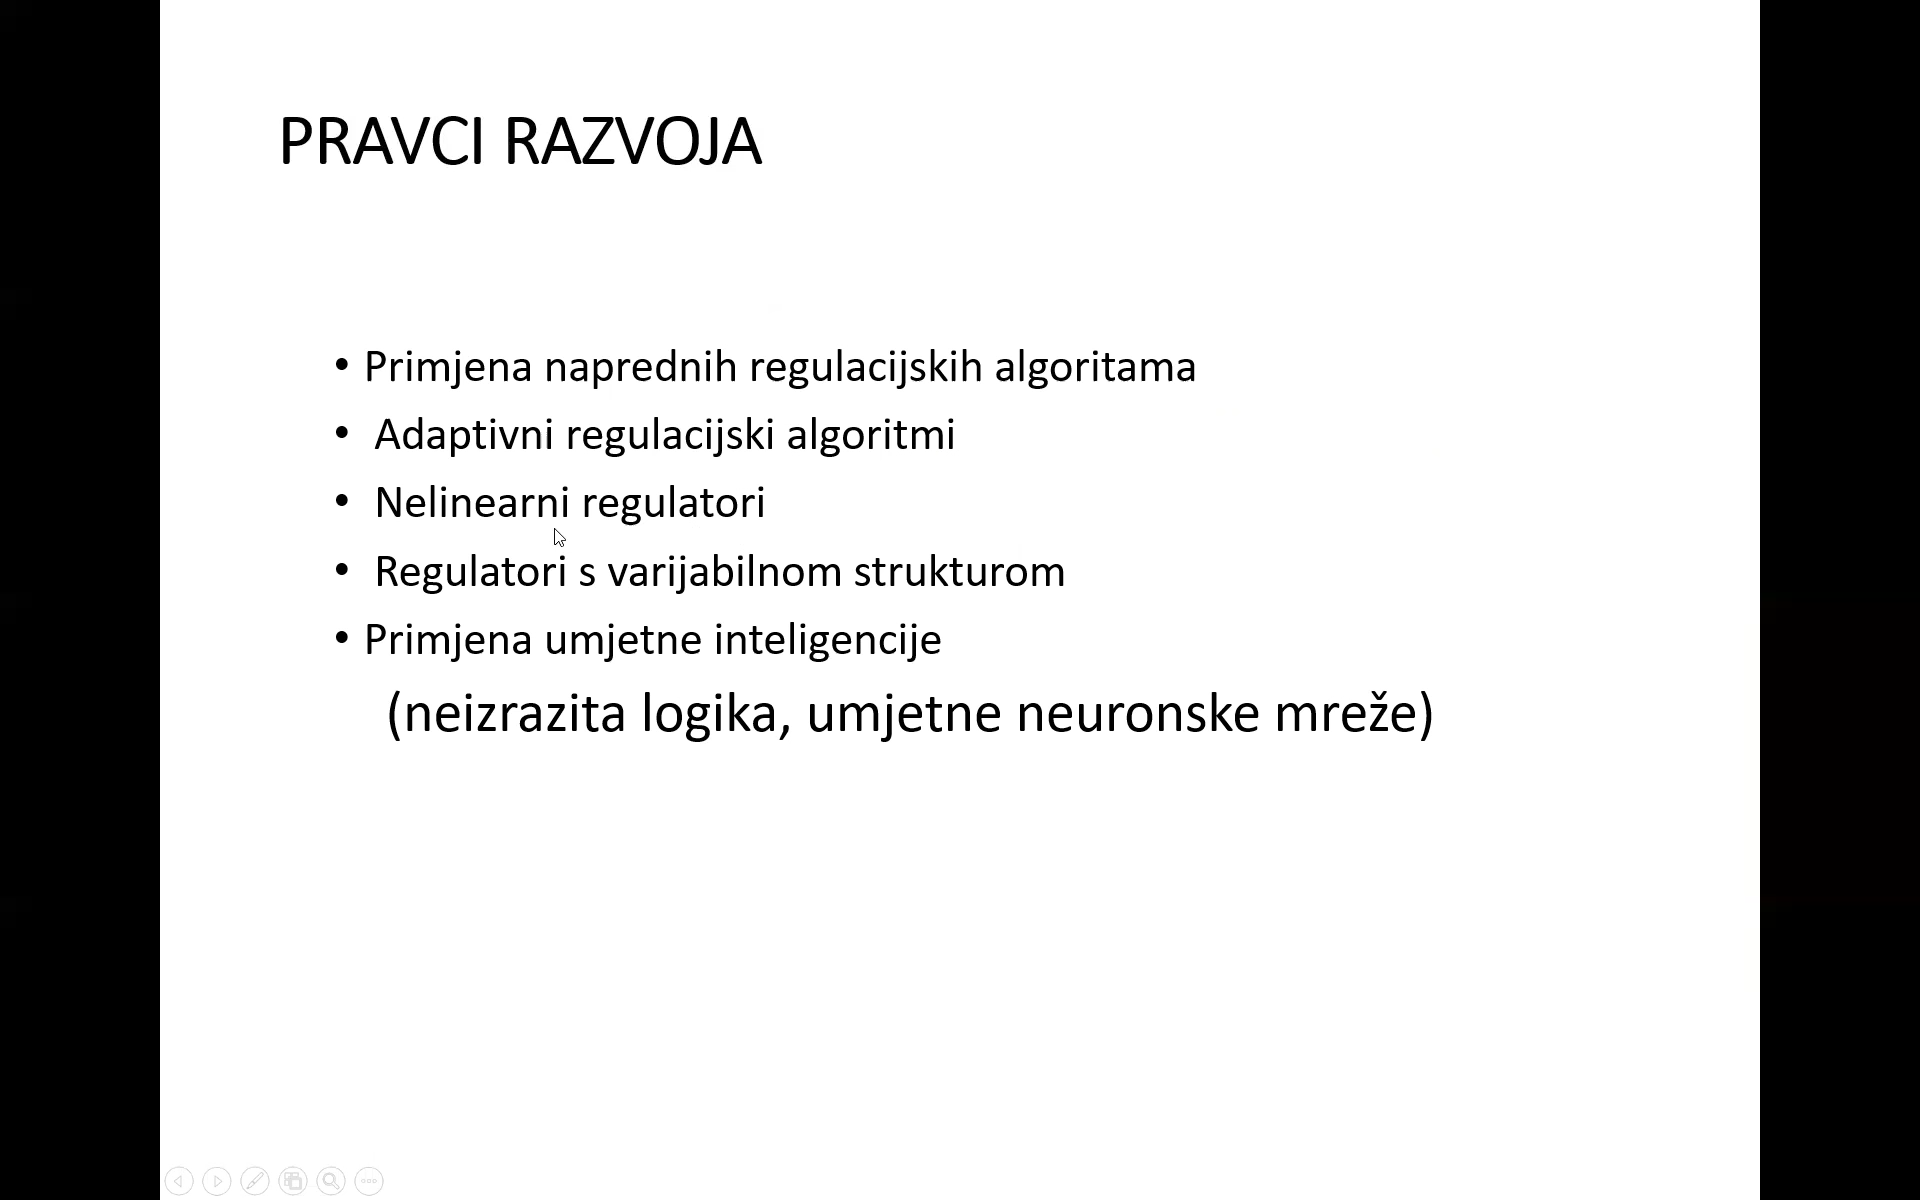 PRAVCI RAZVOJA
• Primjena naprednih regulacijskih algoritama
• Adaptivni regulacijski algoritmi
• Nelinearni regulatori
• Regulatori s varijabilnom strukturom
• Primjena umjetne inteligencije
(neizrazita logika, umjetne neuronske mreže)